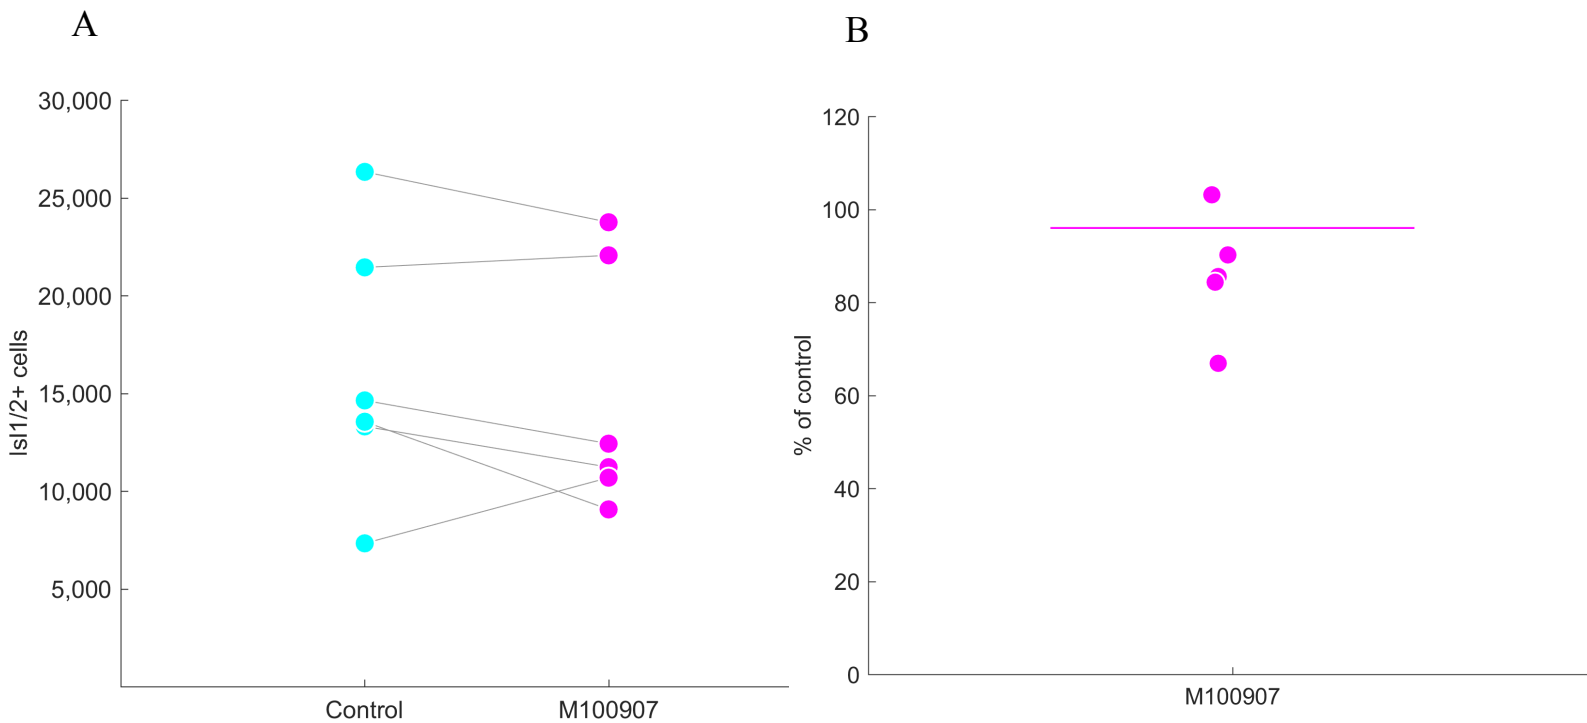 A
30,000
25,000
20,000
15,000
10,000
5,000
Isl1/2+ cells
Control
M100907
B
120
100
80
60
40
20
0
% of control
M100907